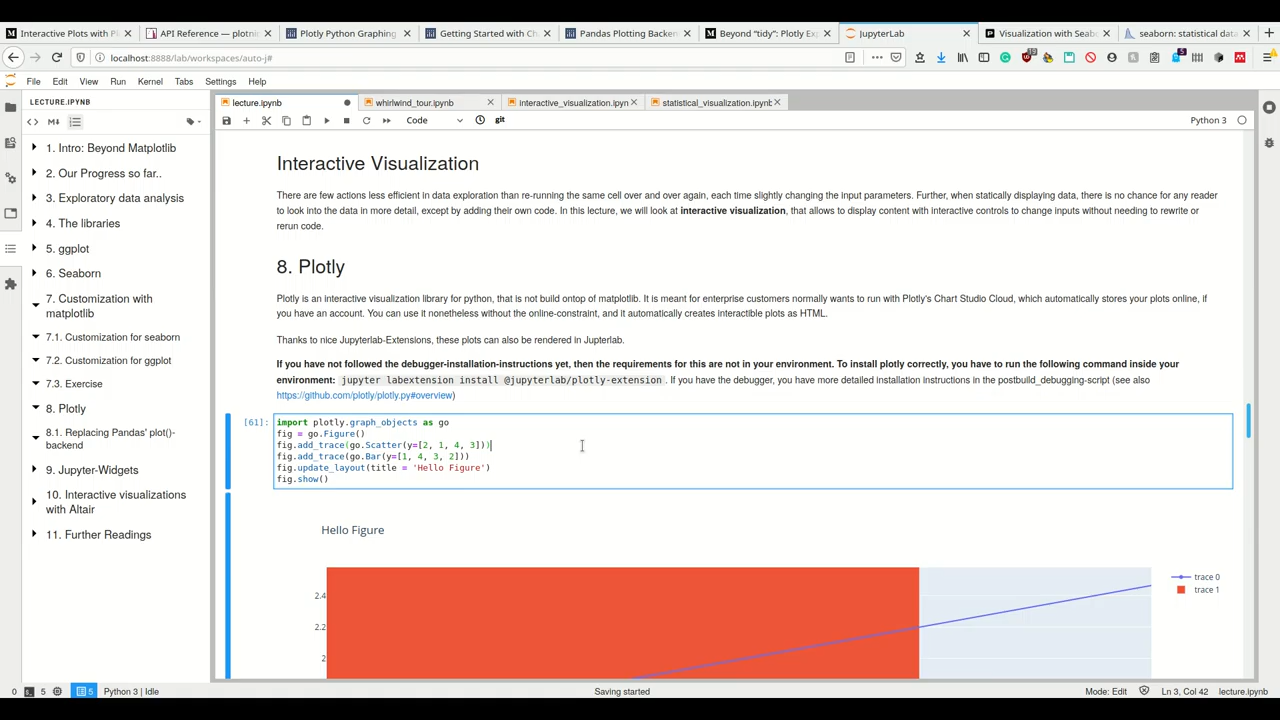 Interactive Plots with Pl
API Reference — plotnin
Plotly Python Graphing
Getting Started with Ch
Pandas Plotting Backen
Beyond “tidy”: Plotly Exp
JupyterLab
Visualization with Seabo
seaborn: statistical data
localhost:8888/lab/workspaces/auto-j#
File Edit View Run Kernel Tabs Settings Help
LECTURE.IPYNB
lecture.ipynb
whirlwind_tour.ipynb
interactive_visualization.ipyn
statistical_visualization.ipynb
Code
git
Python 3
1. Intro: Beyond Matplotlib
2. Our Progress so far..
3. Exploratory data analysis
4. The libraries
5. ggplot
6. Seaborn
7. Customization with
matplotlib
7.1. Customization for seaborn
7.2. Customization for ggplot
7.3. Exercise
8. Plotly
8.1. Replacing Pandas' plot()-
backend
9. Jupyter-Widgets
10. Interactive visualizations
with Altair
11. Further Readings
Interactive Visualization
There are few actions less efficient in data exploration than re-running the same cell over and over again, each time slightly changing the input parameters. Further, when statically displaying data, there is no chance for any reader
to look into the data in more detail, except by adding their own code. In this lecture, we will look at interactive visualization, that allows to display content with interactive controls to change inputs without needing to rewrite or
rerun code.
8. Plotly
Plotly is an interactive visualization library for python, that is not build ontop of matplotlib. It is meant for enterprise customers normally wants to run with Plotly's Chart Studio Cloud, which automatically stores your plots online, if
you have an account. You can use it nonetheless without the online-constraint, and it automatically creates interactible plots as HTML.
Thanks to nice Jupyterlab-Extensions, these plots can also be rendered in Jupterlab.
If you have not followed the debugger-installation-instructions yet, then the requirements for this are not in your environment. To install plotly correctly, you have to run the following command inside your
environment: jupyter labextension install @jupyterlab/plotly-extension. If you have the debugger, you have more detailed installation instructions in the postbuild_debugging-script (see also
https://github.com/plotly/plotly.py#overview)
[61]:
import plotly.graph_objects as go
fig = go.Figure()
fig.add_trace(go.Scatter(y=[2, 1, 4, 3]))
fig.add_trace(go.Bar(y=[1, 4, 3, 2]))
fig.update_layout(title = 'Hello Figure')
fig.show()
Hello Figure
2.4
2.2
2
trace 0
trace 1
0 5 5 Python 3 | Idle
Saving started
Mode: Edit
Ln 3, Col 42
lecture.ipynb